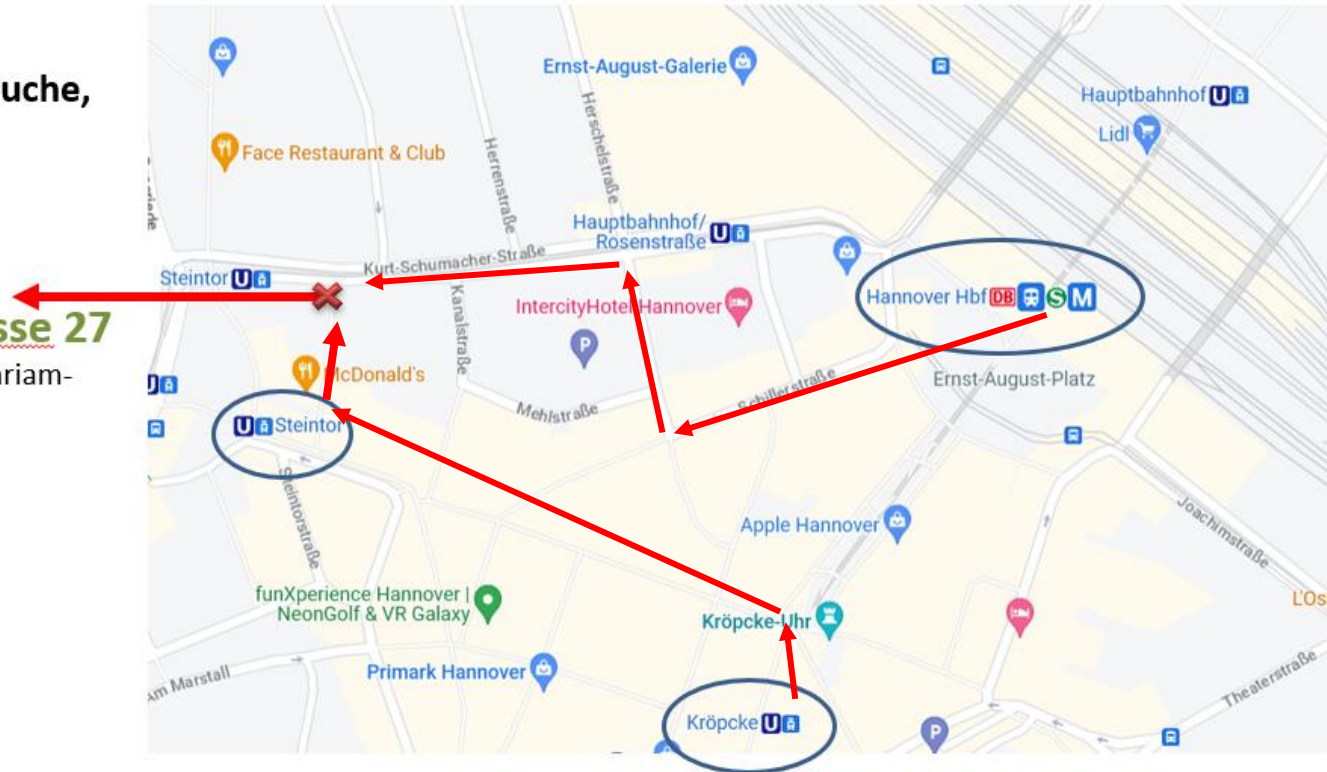 uche,
sse 27
ariam-
Ernst-August-Galerie
Hauptbahnhof U
Lidl
Face Restaurant & Club
Herrenstraße
Herschelstraße
Hauptbahnhof/
Rosenstraße U
Steintor U
Kurt-Schumacher-Straße
Kanalstraße
IntercityHotel Hannover
P
Hannover Hbf DB S M
Ernst-August-Platz
McDonald's
Mehlstraße
Schillerstraße
U
U Steintor
Steintorstraße
Apple Hannover
Joachimstraße
funXperience Hannover |
NeonGolf & VR Galaxy
Kröpcke-Uhr
L'Os
Primark Hannover
Am Marstall
Theaterstraße
Kröpcke U
P